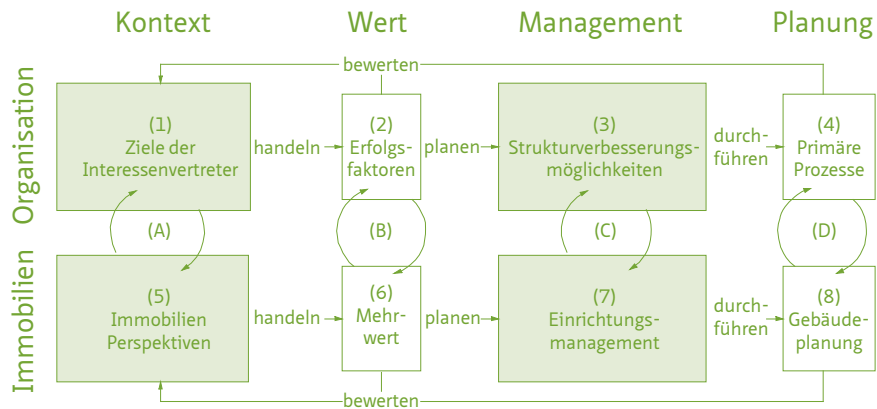 Kontext
Wert
Management
Planung
Organisation
bewerten
(1)
Ziele der
Interessenvertreter
handeln
(2)
Erfolgs-
faktoren
planen
(3)
Strukturverbesserungs-
möglichkeiten
durch-
führen
(4)
Primäre
Prozesse
(A)
(B)
(C)
(D)
Immobilien
(5)
Immobilien
Perspektiven
handeln
(6)
Mehr-
wert
planen
(7)
Einrichtungs-
management
durch-
führen
(8)
Gebäude-
planung
bewerten